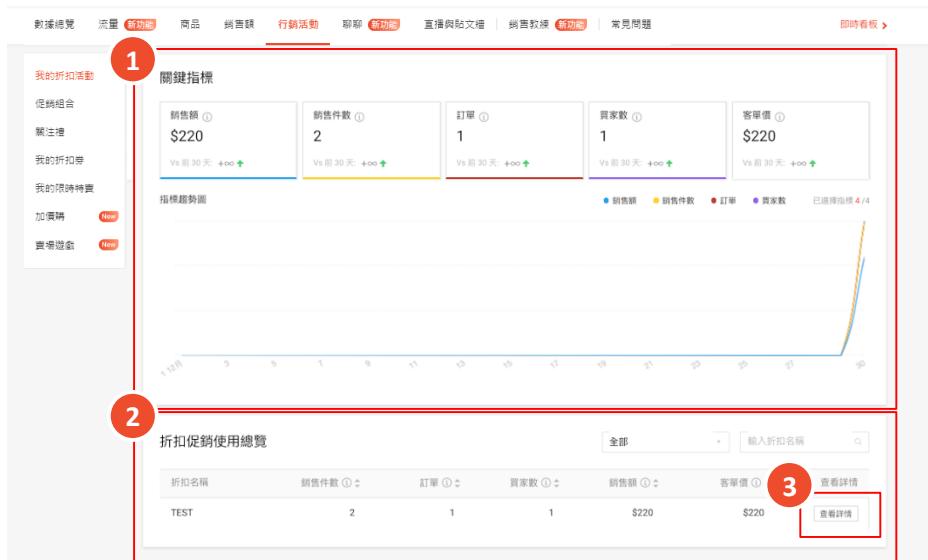 數據總覽 流量 新功能 商品 銷售額 行銷活動 聊聊 新功能 直播與貼文牆 銷售教練 新功能 常見問題 即時看板
1
我的折扣活動
促銷組合
關注禮
我的折扣券
我的限時特賣
加價購 New
賣場遊戲 New
關鍵指標
銷售額 銷售件數 訂單 買家數 客單價
$220 2 1 1 $220
Vs 前 30 天: +∞ Vs 前 30 天: +∞ Vs 前 30 天: +∞ Vs 前 30 天: +∞ Vs 前 30 天: +∞
指標趨勢圖 銷售額 銷售件數 訂單 買家數 已選擇指標 4 /4
1 12月 3 5 7 9 11 13 15 17 19 21 23 25 27 30
2
折扣促銷使用總覽 全部 輸入折扣名稱
3
折扣名稱 銷售件數 訂單 買家數 銷售額 客單價 查看詳情
TEST 2 1 1 $220 $220 查看詳情